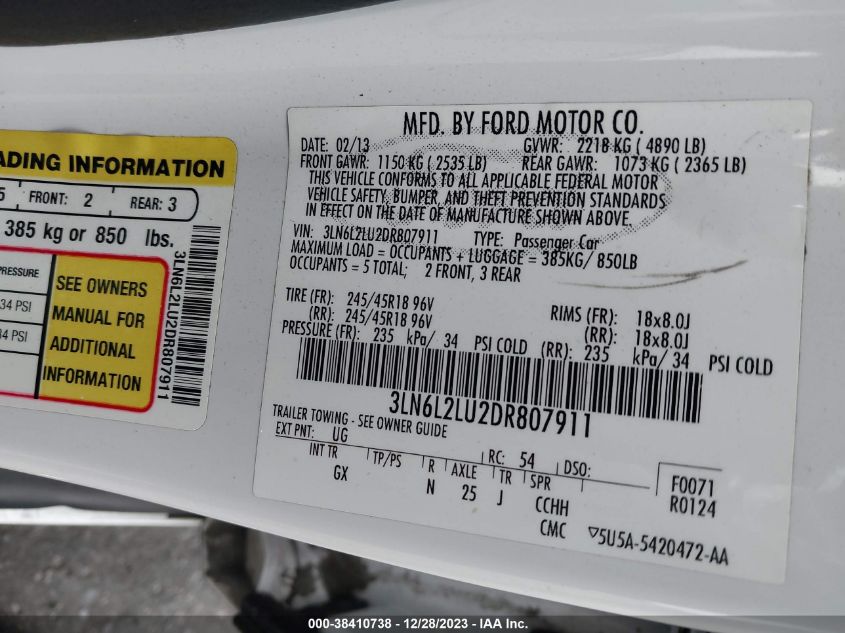 ADING INFORMATION
5 FRONT: 2 REAR: 3
385 kg or 850 lbs.
PRESSURE
34 PSI
34 PSI
SEE OWNERS
MANUAL FOR
ADDITIONAL
INFORMATION
3LN6L2LU2DR807911
MFD. BY FORD MOTOR CO.
DATE: 02/13 GVWR: 2218 KG ( 4890 LB)
FRONT GAWR: 1150 KG ( 2535 LB) REAR GAWR: 1073 KG ( 2365 LB)
THIS VEHICLE CONFORMS TO ALL APPLICABLE FEDERAL MOTOR
VEHICLE SAFETY, BUMPER, AND THEFT PREVENTION STANDARDS
IN EFFECT ON THE DATE OF MANUFACTURE SHOWN ABOVE.
VIN: 3LN6L2LU2DR807911 TYPE: Passenger Car
MAXIMUM LOAD = OCCUPANTS + LUGGAGE = 385KG/ 850LB
OCCUPANTS = 5 TOTAL; 2 FRONT, 3 REAR
TIRE (FR): 245/45R18 96V RIMS (FR): 18x8.0J
(RR): 245/45R18 96V (RR): 18x8.0J
PRESSURE (FR): 235 kPa/ 34 PSI COLD (RR): 235 kPa/ 34 PSI COLD
3LN6L2LU2DR807911
TRAILER TOWING - SEE OWNER GUIDE
EXT PNT: UG RC: 54 DSO:
INT TR TP/PS R AXLE TR SPR F0071
GX N 25 J CCHH R0124
CMC ▽5U5A-5420472-AA
000-38410738 - 12/28/2023 - IAA Inc.